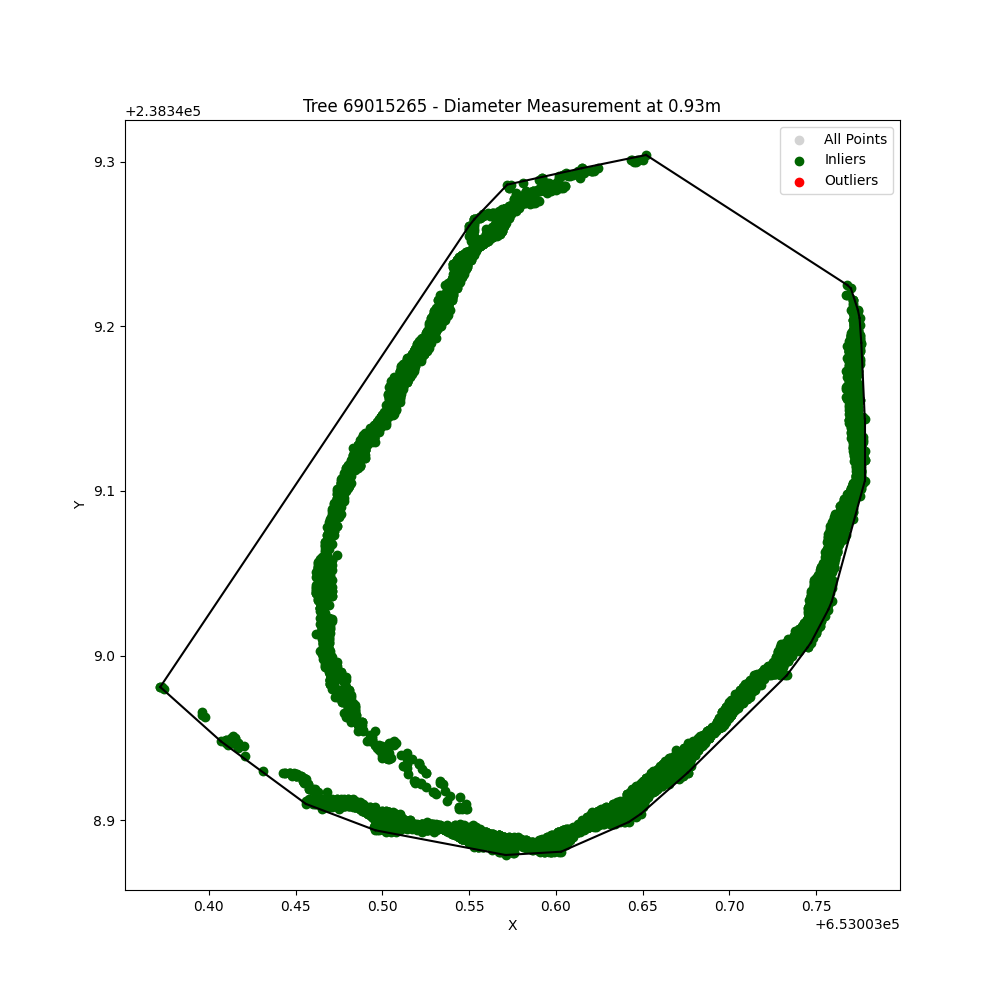 Tree 69015265 - Diameter Measurement at 0.93m
+2.3834e5
All Points
Inliers
Outliers
9.3
9.2
9.1
9.0
8.9
Y
0.40 0.45 0.50 0.55 0.60 0.65 0.70 0.75
X
+6.53003e5